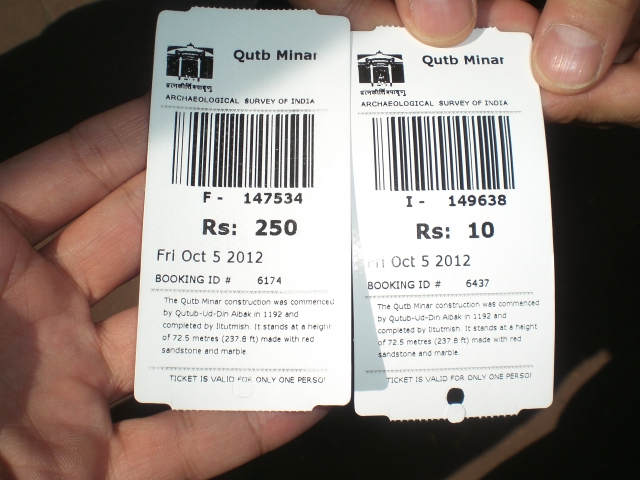 Qutb Minar
ARCHAEOLOGICAL SURVEY OF INDIA
F - 147534
Rs: 250
Fri Oct 5 2012
BOOKING ID # 6174
The Qutb Minar construction was commenced
by Qutub-Ud-Din Aibak in 1192 and
completed by Iltutmish. It stands at a height
of 72.5 metres (237.8 ft) made with red
sandstone and marble.
TICKET IS VALID FOR ONLY ONE PERSO
Qutb Minar
ARCHAEOLOGICAL SURVEY OF INDIA
I - 149638
Rs: 10
Fri Oct 5 2012
BOOKING ID # 6437
The Qutb Minar construction was commenced
by Qutub-Ud-Din Aibak in 1192 and
completed by Iltutmish. It stands at a height
of 72.5 metres (237.8 ft) made with red
sandstone and marble.
TICKET IS VALID FOR ONLY ONE PERSO